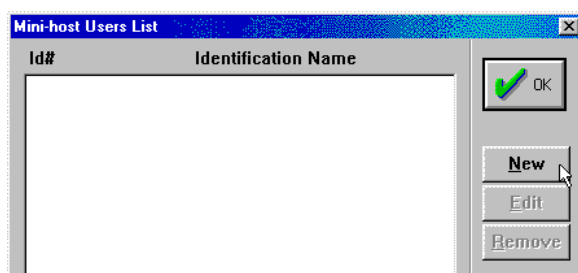 Mini-host Users List
Id# Identification Name
OK
New
Edit
Remove